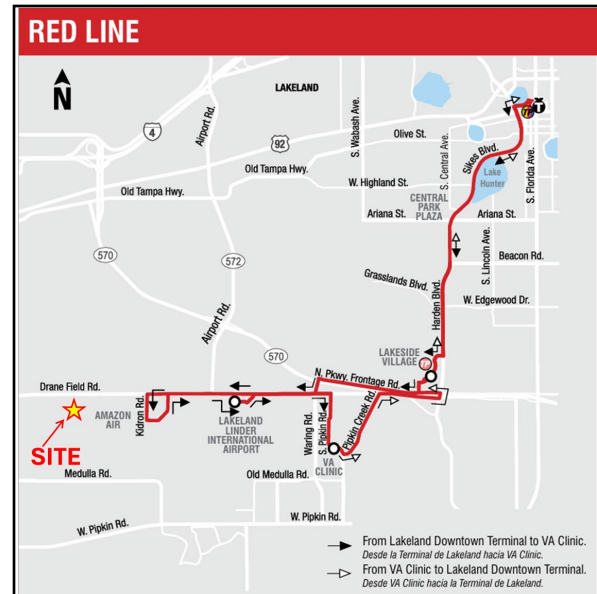 RED LINE
N
LAKELAND
4
Airport Rd.
92
S. Wabash Ave.
Olive St.
S. Central Ave.
Sikes Blvd.
S. Florida Ave.
T
Old Tampa Hwy.
Old Tampa Hwy.
W. Highland St.
Lake
Hunter
CENTRAL
PARK
PLAZA
Ariana St.
Ariana St.
570
572
S. Lincoln Ave.
Beacon Rd.
Grasslands Blvd.
Harden Blvd.
W. Edgewood Dr.
Airport Rd.
LAKESIDE
VILLAGE
570
N. Pkwy. Frontage Rd.
Drane Field Rd.
AMAZON
AIR
Kidron Rd.
LAKELAND
LINDER
INTERNATIONAL
AIRPORT
Waring Rd.
S. Pipkin Rd.
Pipkin Creek Rd.
SITE
VA
CLINIC
Medulla Rd.
Old Medulla Rd.
W. Pipkin Rd.
W. Pipkin Rd.
From Lakeland Downtown Terminal to VA Clinic.
Desde la Terminal de Lakeland hacia VA Clinic.
From VA Clinic to Lakeland Downtown Terminal.
Desde VA Clinic hacia la Terminal de Lakeland.